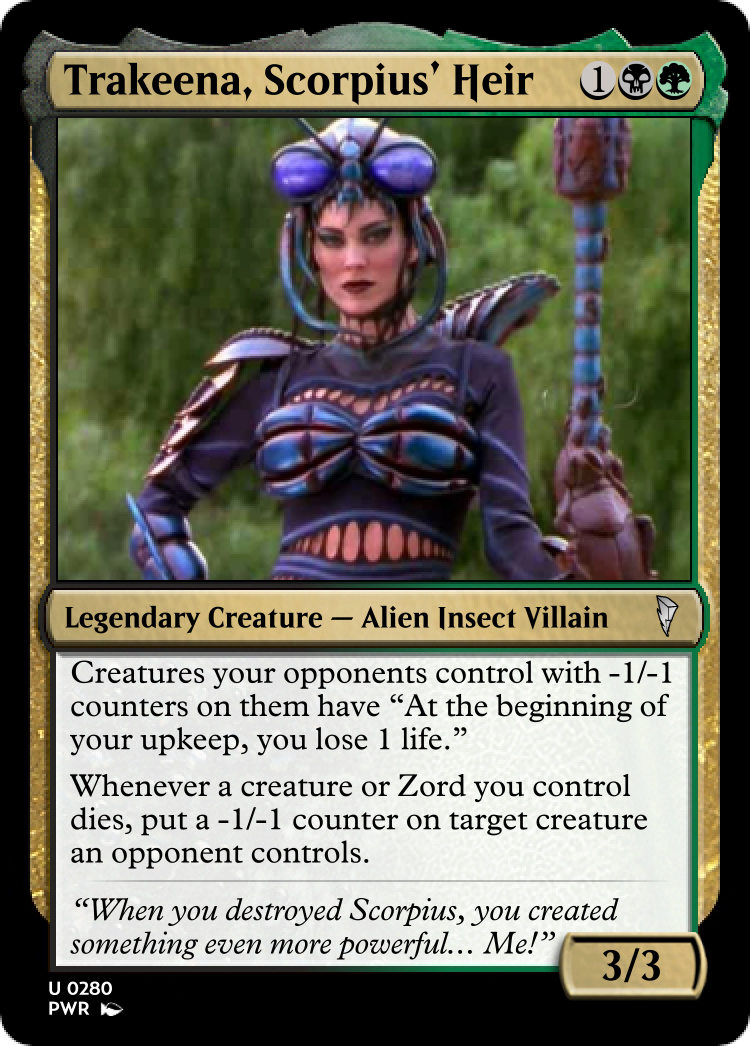 Trakeena, Scorpius’ Heir 1
Legendary Creature — Alien Insect Villain
Creatures your opponents control with -1/-1
counters on them have “At the beginning of
your upkeep, you lose 1 life.”
Whenever a creature or Zord you control
dies, put a -1/-1 counter on target creature
an opponent controls.
“When you destroyed Scorpius, you created
something even more powerful… Me!”
3/3
U 0280
PWR